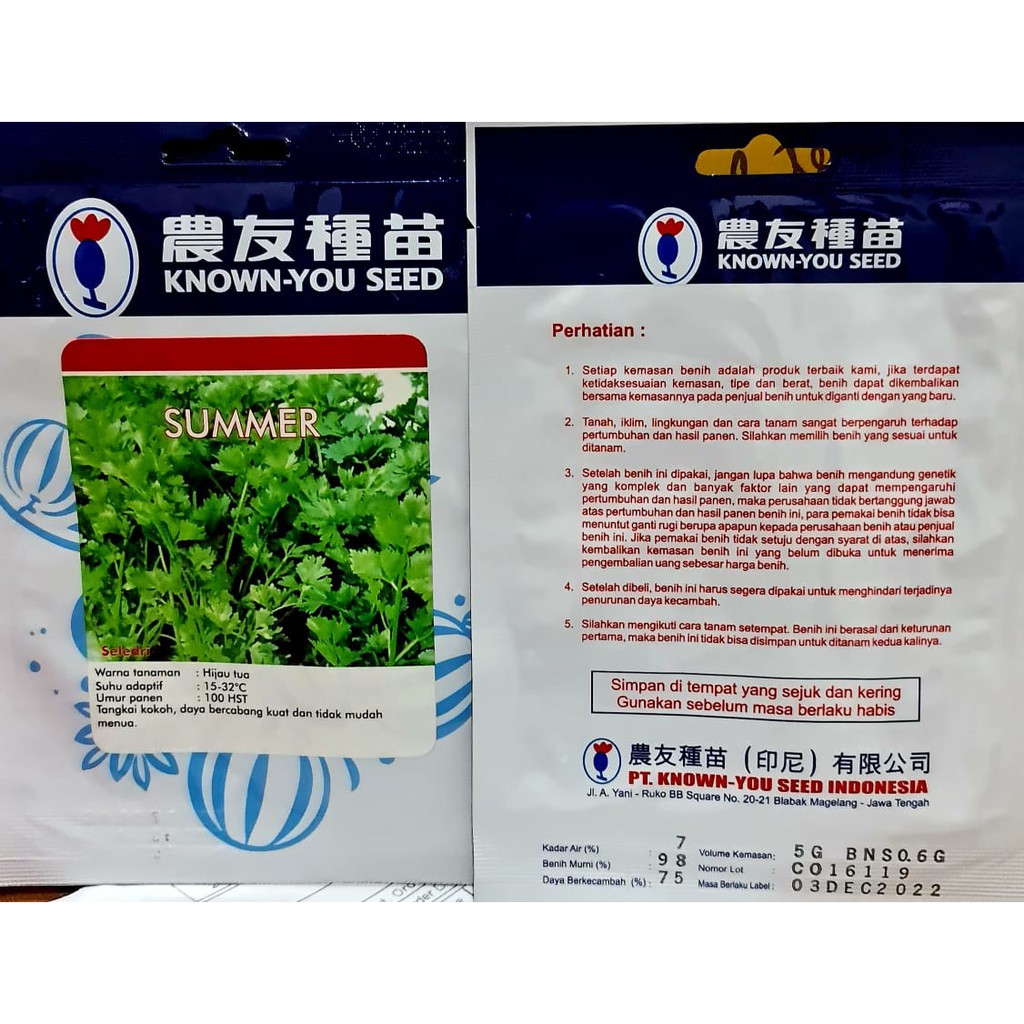 農友種苗
KNOWN-YOU SEED
SUMMER
Seledri
Warna tanaman : Hijau tua
Suhu adaptif : 15-32°C
Umur panen : 100 HST
Tangkai kokoh, daya bercabang kuat dan tidak mudah
menua.
農友種苗
KNOWN-YOU SEED
Perhatian :
1. Setiap kemasan benih adalah produk terbaik kami, jika terdapat
ketidaksesuaian kemasan, tipe dan berat, benih dapat dikembalikan
bersama kemasannya pada penjual benih untuk diganti dengan yang baru.
2. Tanah, iklim, lingkungan dan cara tanam sangat berpengaruh terhadap
pertumbuhan dan hasil panen. Silahkan memilih benih yang sesuai untuk
ditanam.
3. Setelah benih ini dipakai, jangan lupa bahwa benih mengandung genetik
yang komplek dan banyak faktor lain yang dapat mempengaruhi
pertumbuhan dan hasil panen, maka perusahaan tidak bertanggung jawab
atas pertumbuhan dan hasil panen benih ini, para pemakai benih tidak bisa
menuntut ganti rugi berupa apapun kepada perusahaan benih atau penjual
benih ini. Jika pemakai benih tidak setuju dengan syarat di atas, silahkan
kembalikan kemasan benih ini yang belum dibuka untuk menerima
pengembalian uang sebesar harga benih.
4. Setelah dibeli, benih ini harus segera dipakai untuk menghindari terjadinya
penurunan daya kecambah.
5. Silahkan mengikuti cara tanam setempat. Benih ini berasal dari keturunan
pertama, maka benih ini tidak bisa disimpan untuk ditanam kedua kalinya.
Simpan di tempat yang sejuk dan kering
Gunakan sebelum masa berlaku habis
農友種苗（印尼）有限公司
PT. KNOWN-YOU SEED INDONESIA
Jl. A. Yani - Ruko BB Square No. 20-21 Blabak Magelang - Jawa Tengah
Kadar Air (%) : 7
Benih Murni (%) : 98
Daya Berkecambah (%) : 75
Volume Kemasan: 5G BNS0.6G
Nomor Lot : C016119
Masa Berlaku Label : 03DEC2022